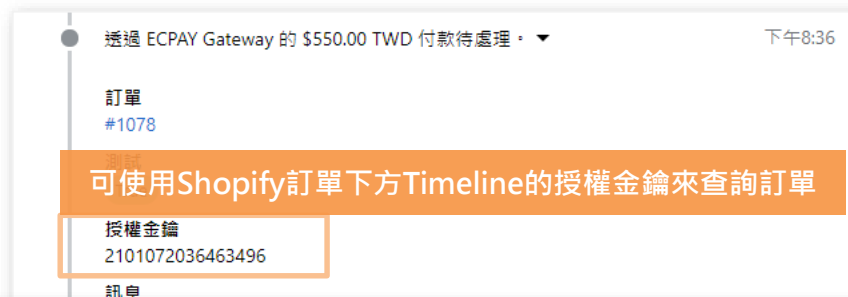 透過 ECPAY Gateway 的 $550.00 TWD 付款待處理。
下午8:36
訂單
#1078
測試
可使用Shopify訂單下方Timeline的授權金鑰來查詢訂單
授權金鑰
2101072036463496
訊息